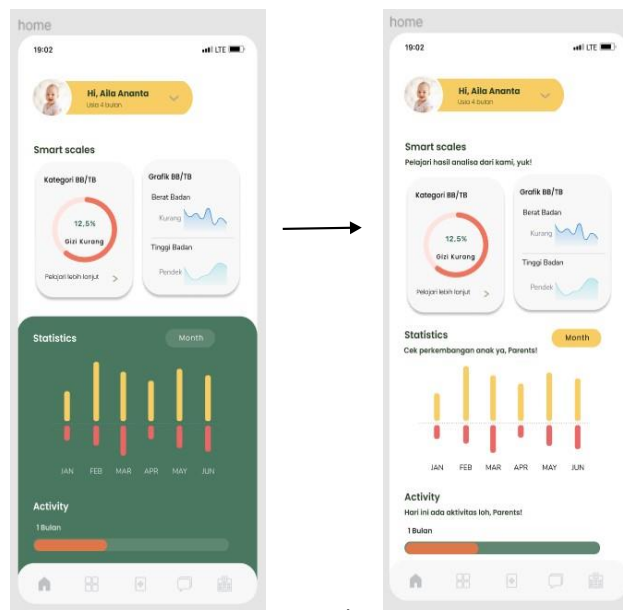 home
19:02
LTE
Hi, Aila Ananta
Usia 4 bulan
Smart scales
Kategori BB/TB
12,5%
Gizi Kurang
Pelajari lebih lanjut >
Grafik BB/TB
Berat Badan
Kurang
Tinggi Badan
Pendek
Statistics
Month
JAN FEB MAR APR MAY JUN
Activity
1 Bulan
home
19:02
LTE
Hi, Aila Ananta
Usia 4 bulan
Smart scales
Pelajari hasil analisa dari kami, yuk!
Kategori BB/TB
12,5%
Gizi Kurang
Pelajari lebih lanjut >
Grafik BB/TB
Berat Badan
Kurang
Tinggi Badan
Pendek
Statistics
Month
Cek perkembangan anak ya, Parents!
JAN FEB MAR APR MAY JUN
Activity
Hari ini ada aktivitas loh, Parents!
1 Bulan